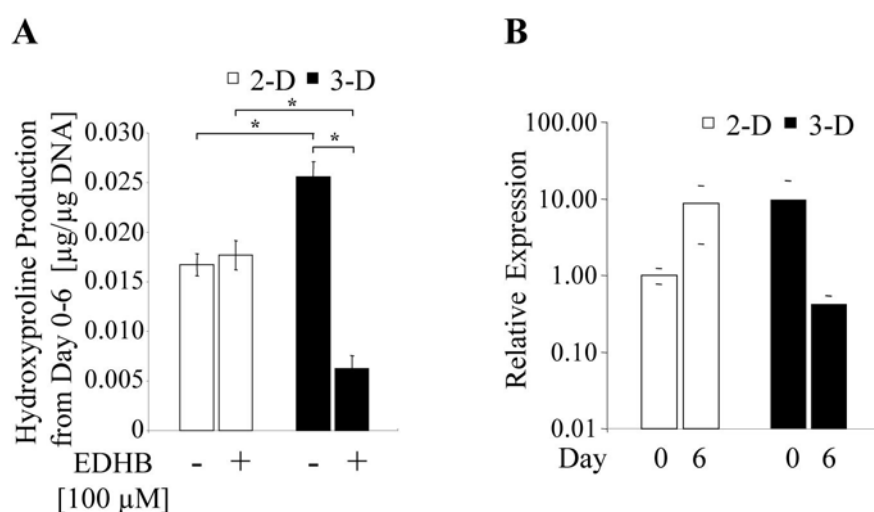 A
□ 2-D ■ 3-D
Hydroxyproline Production
from Day 0-6 [µg/µg DNA]
0.030
0.025
0.020
0.015
0.010
0.005
0
*
*
*
EDHB - + - +
[100 µM]
B
□ 2-D ■ 3-D
Relative Expression
100.00
10.00
1.00
0.10
0.01
Day 0 6 0 6